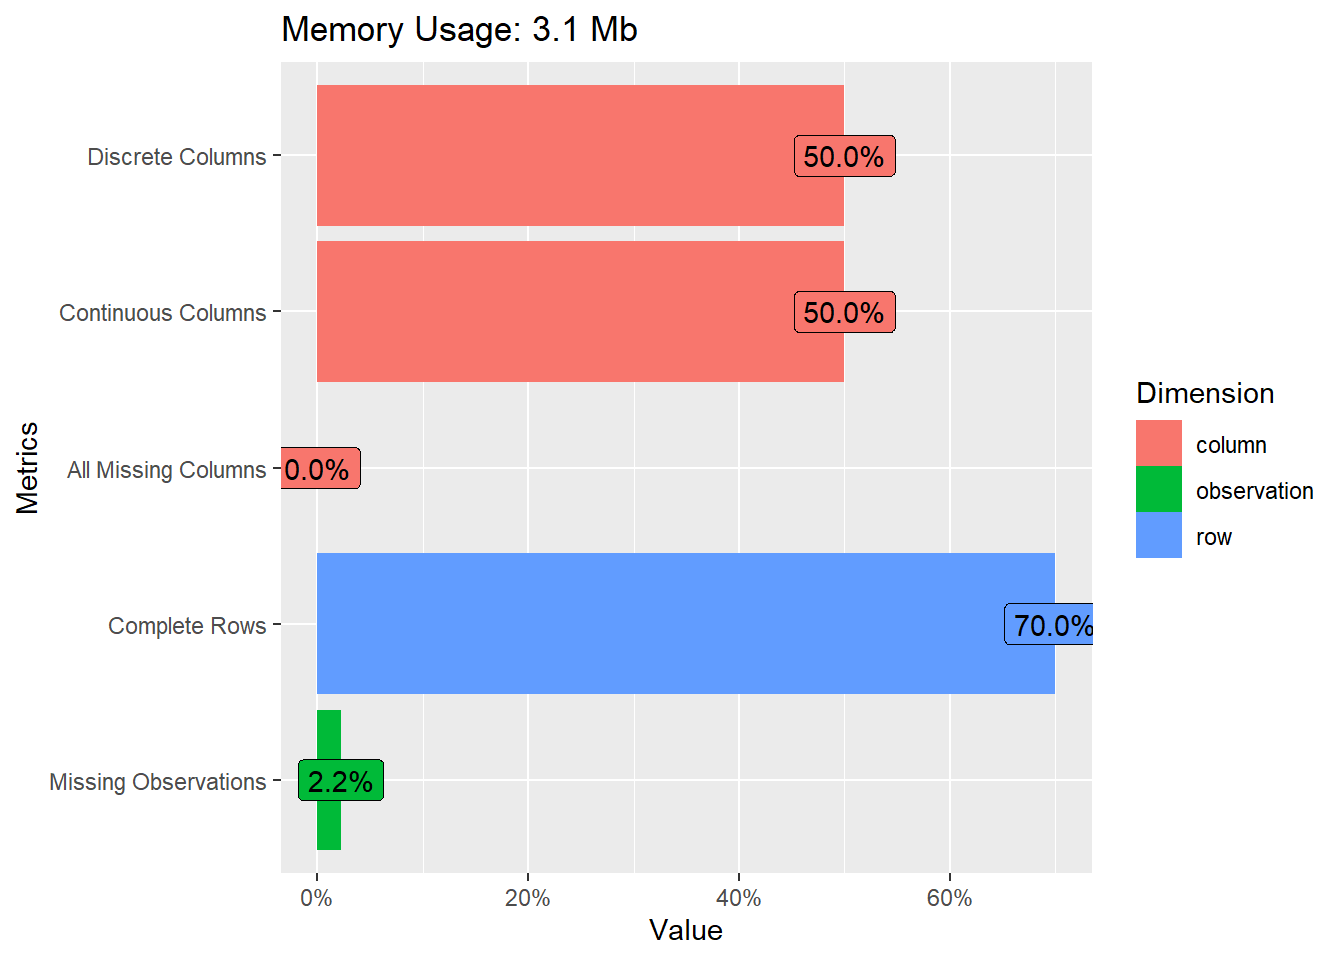 Memory Usage: 3.1 Mb
Discrete Columns
50.0%
Continuous Columns
50.0%
All Missing Columns
0.0%
Complete Rows
70.0%
Missing Observations
2.2%
Metrics
0%
20%
40%
60%
Value
Dimension
column
observation
row